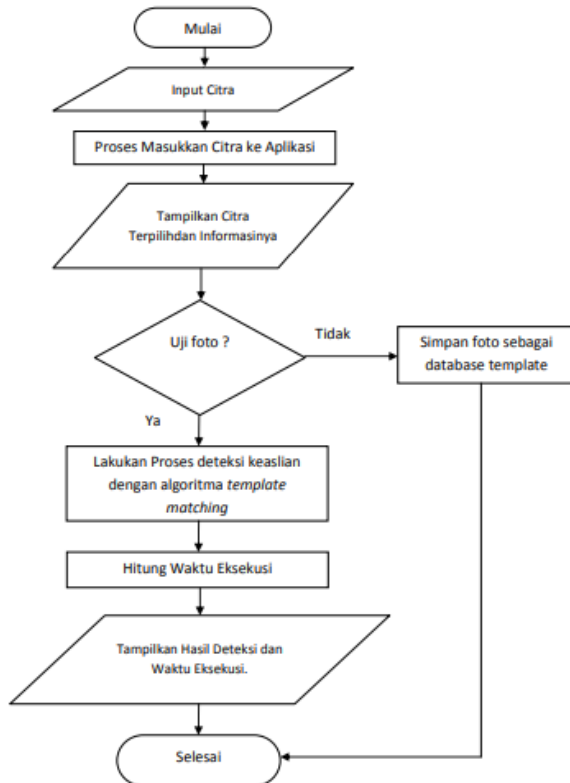 Mulai
Input Citra
Proses Masukkan Citra ke Aplikasi
Tampilkan Citra
Terpilihdan Informasinya
Uji foto ?
Tidak
Simpan foto sebagai
database template
Ya
Lakukan Proses deteksi keaslian
dengan algoritma template
matching
Hitung Waktu Eksekusi
Tampilkan Hasil Deteksi dan
Waktu Eksekusi.
Selesai